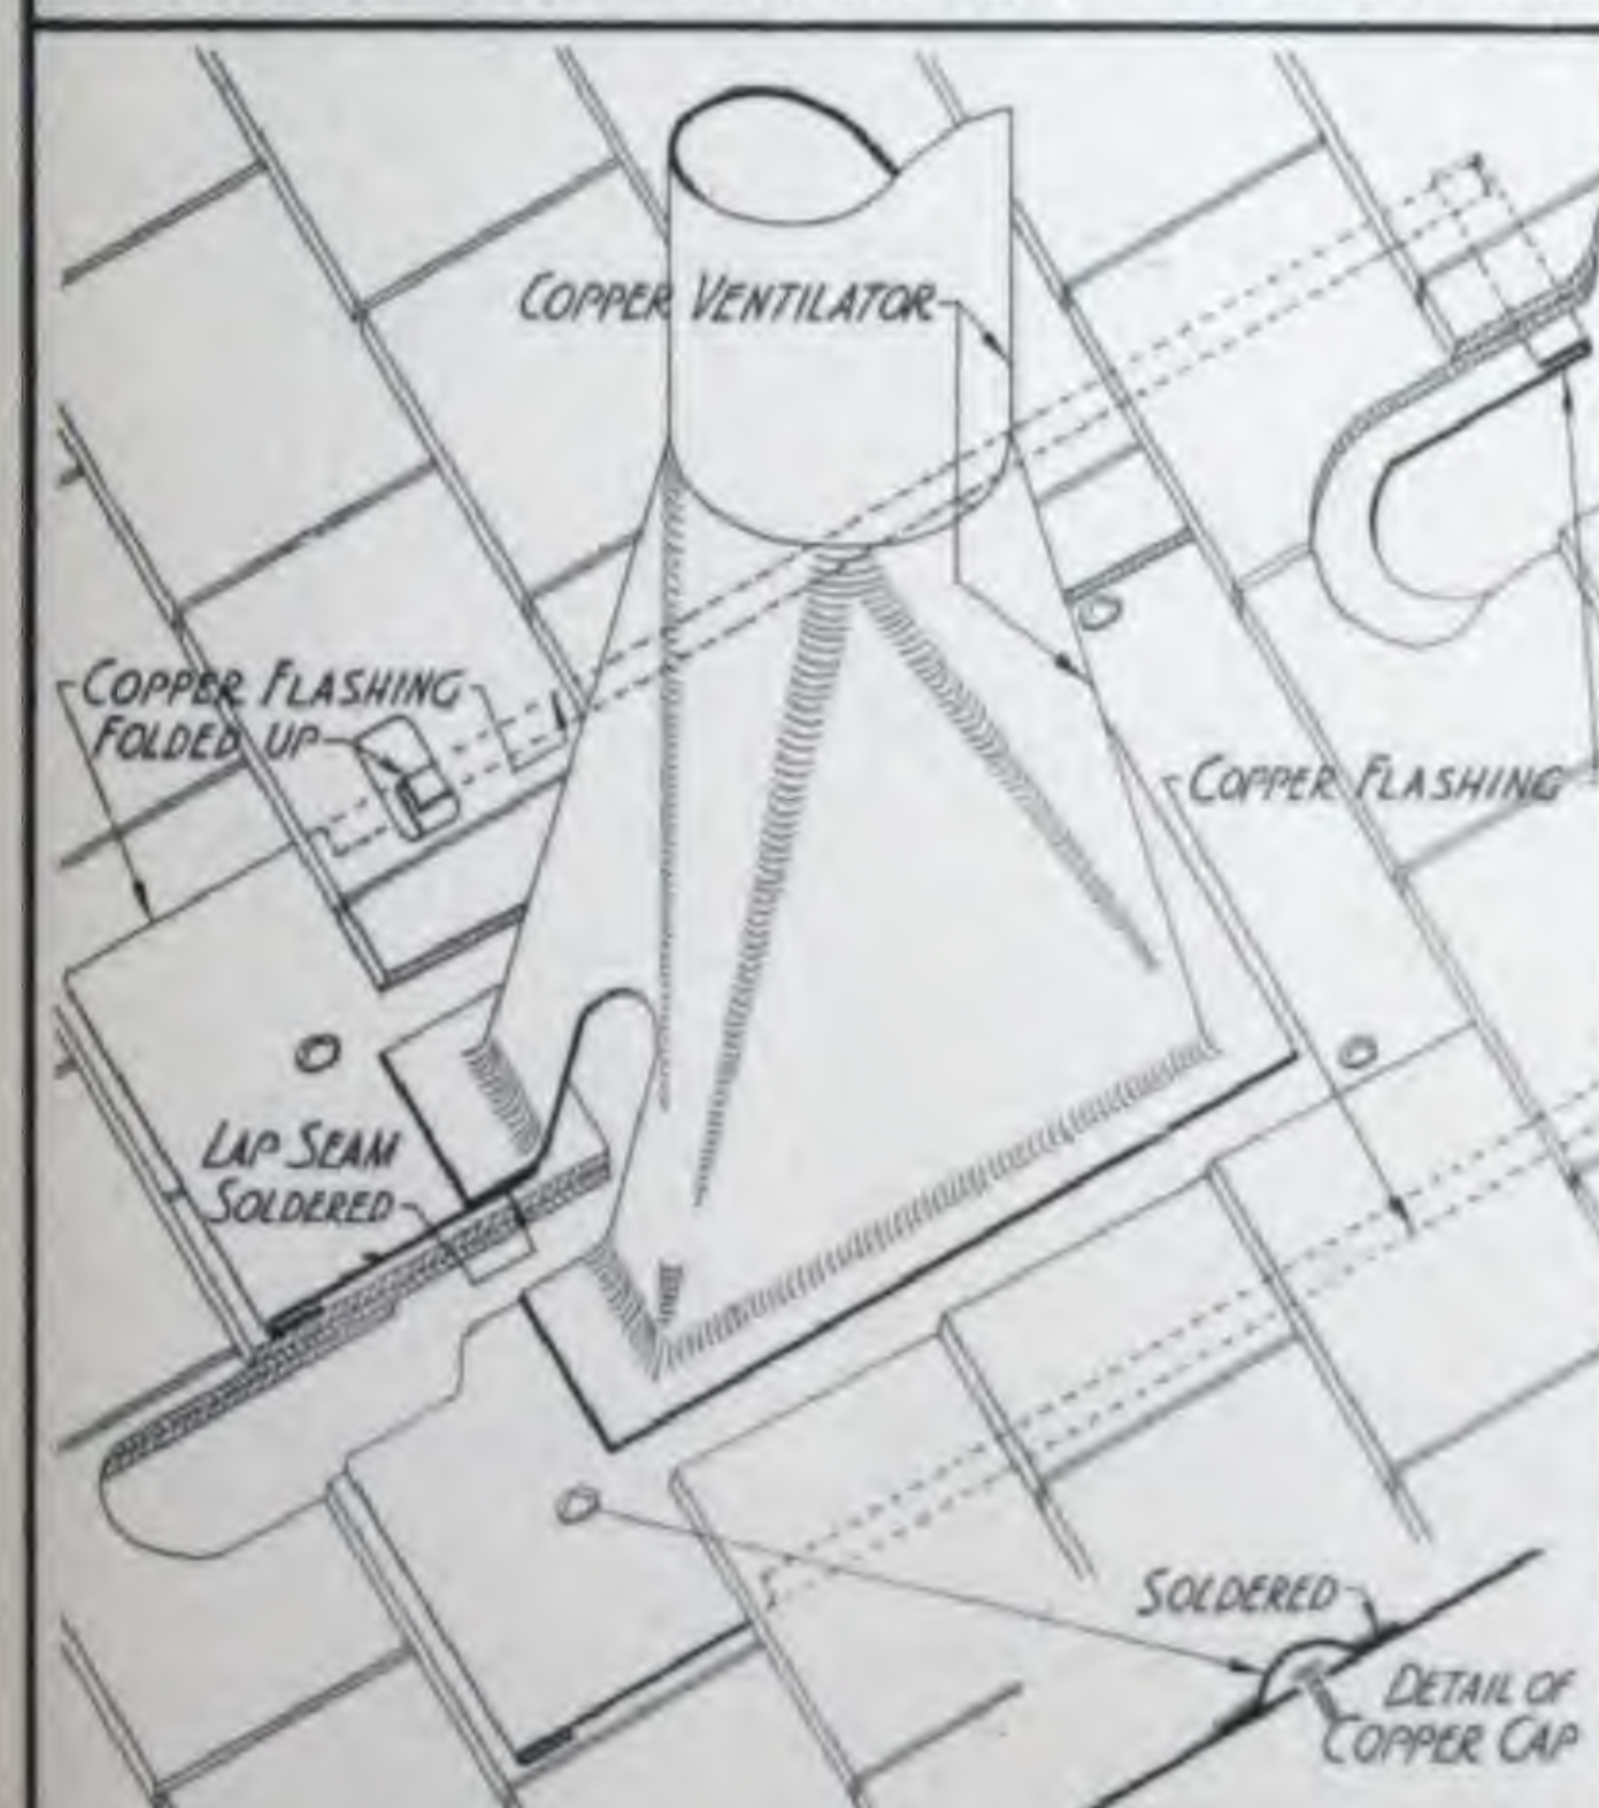 COPPER VENTILATOR
COPPER FLASHING
FOLDED UP
COPPER FLASHING
LAP SEAM
SOLDERED
SOLDERED
DETAIL OF
COPPER CAP